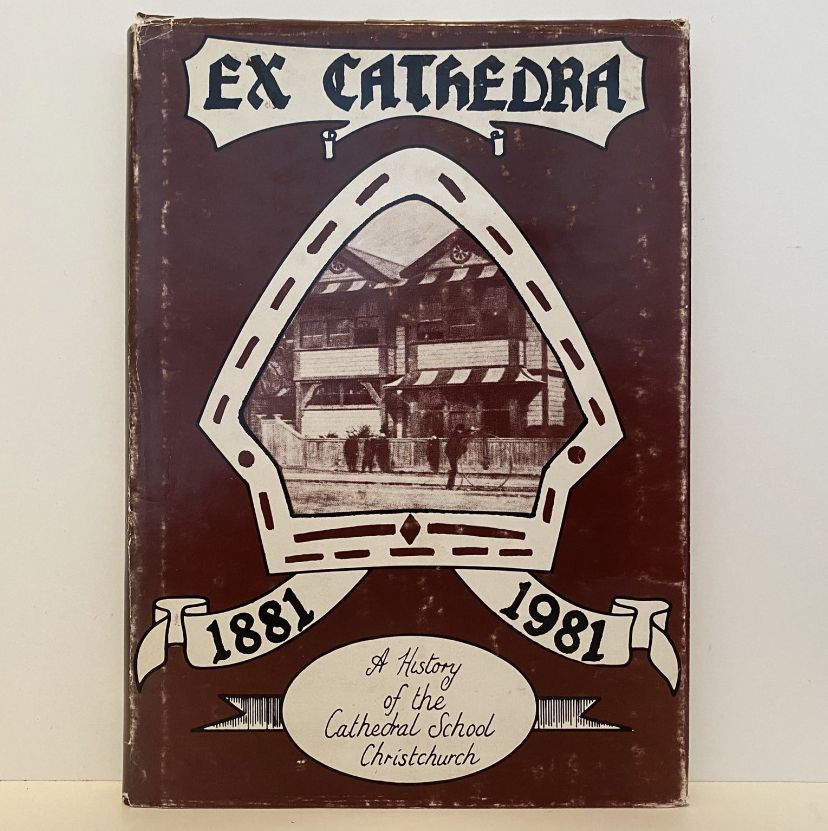 EX CATHEDRA
1881 1981
A History
of the
Cathedral School
Christchurch